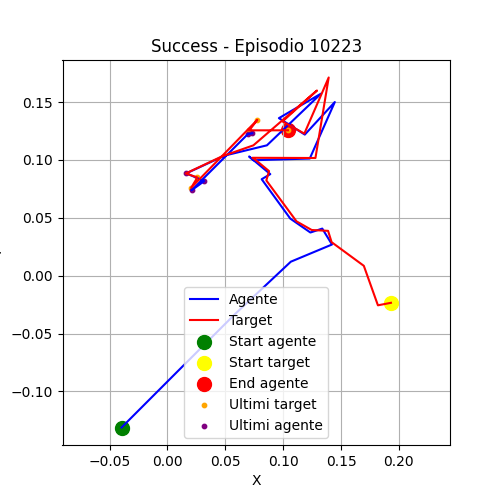 Success - Episodio 10223
0.15
0.10
0.05
0.00
−0.05
−0.10
Agente
Target
Start agente
Start target
End agente
Ultimi target
Ultimi agente
−0.05
0.00
0.05
0.10
0.15
0.20
X